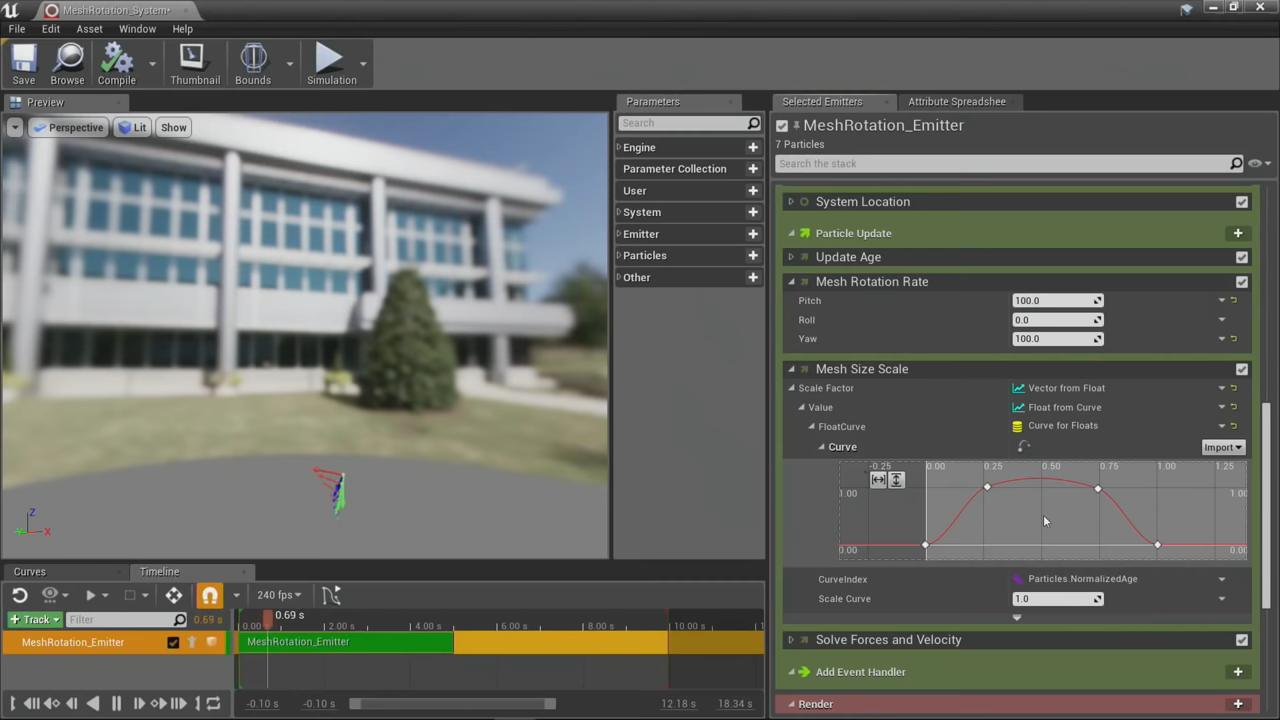 MeshRotation_System*
File Edit Asset Window Help
Save Browse Compile Thumbnail Bounds Simulation
Preview
Perspective Lit Show
Z
Y X
Parameters
Search
Engine
Parameter Collection
User
System
Emitter
Particles
Other
Selected Emitters Attribute Spreadshee
MeshRotation_Emitter
7 Particles
Search the stack
System Location
Particle Update
Update Age
Mesh Rotation Rate
Pitch 100.0
Roll 0.0
Yaw 100.0
Mesh Size Scale
Scale Factor Vector from Float
Value Float from Curve
FloatCurve Curve for Floats
Curve Import
-0.25 0.00 0.25 0.50 0.75 1.00 1.25
1.00 1.00
0.00 0.00
CurveIndex Particles.NormalizedAge
Scale Curve 1.0
Solve Forces and Velocity
Add Event Handler
Render
Curves Timeline
240 fps
Track Filter 0.69 s
0.69 s
0.00 2.00 s 4.00 s 6.00 s 8.00 s 10.00 s 1
MeshRotation_Emitter MeshRotation_Emitter
-0.10 s -0.10 s 12.18 s 18.34 s